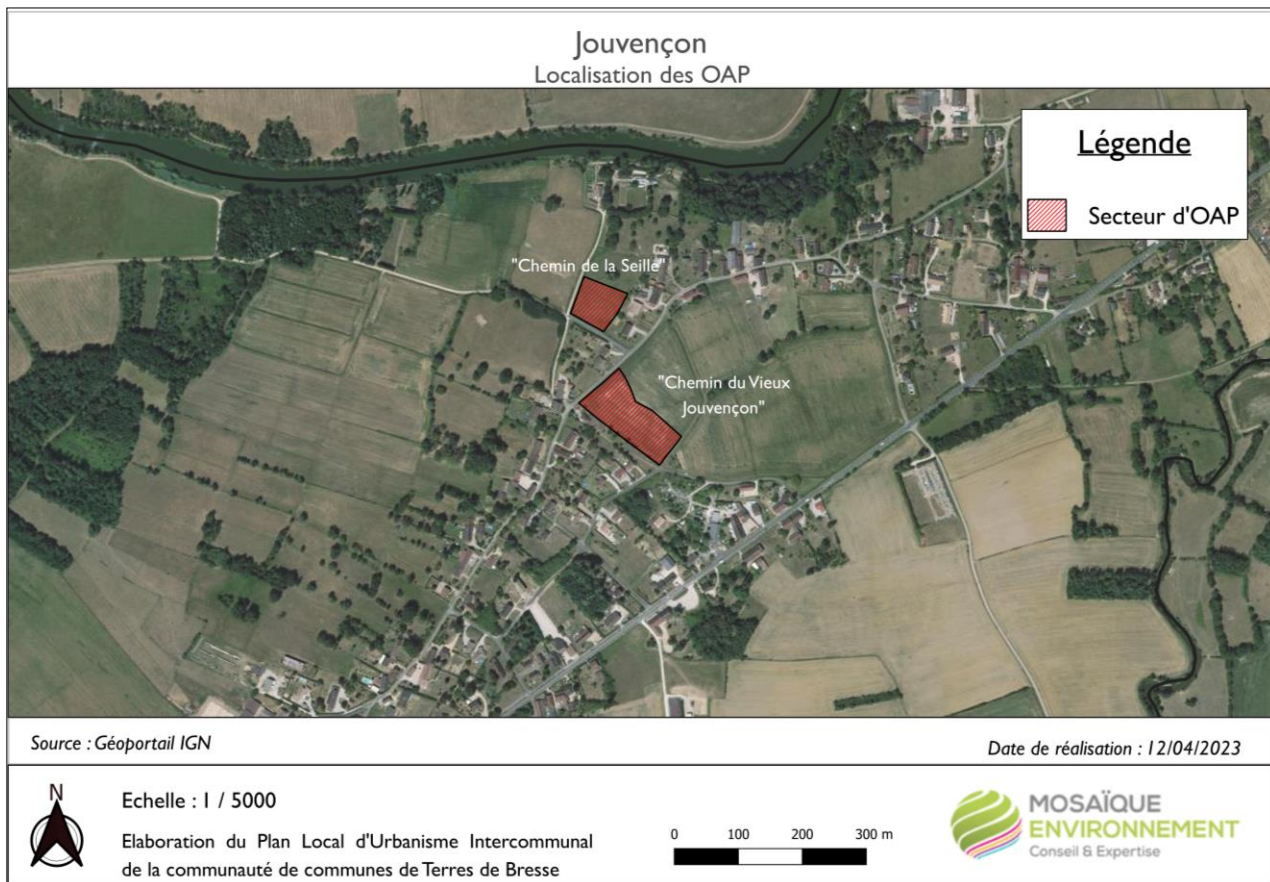 Jouvençon
Localisation des OAP
Légende
Secteur d'OAP
"Chemin de la Seille"
"Chemin du Vieux
Jouvençon"
Source : Géoportail IGN
Date de réalisation : 12/04/2023
N
Echelle : 1 / 5000
Elaboration du Plan Local d'Urbanisme Intercommunal
de la communauté de communes de Terres de Bresse
0 100 200 300 m
MOSAÏQUE
ENVIRONNEMENT
Conseil & Expertise